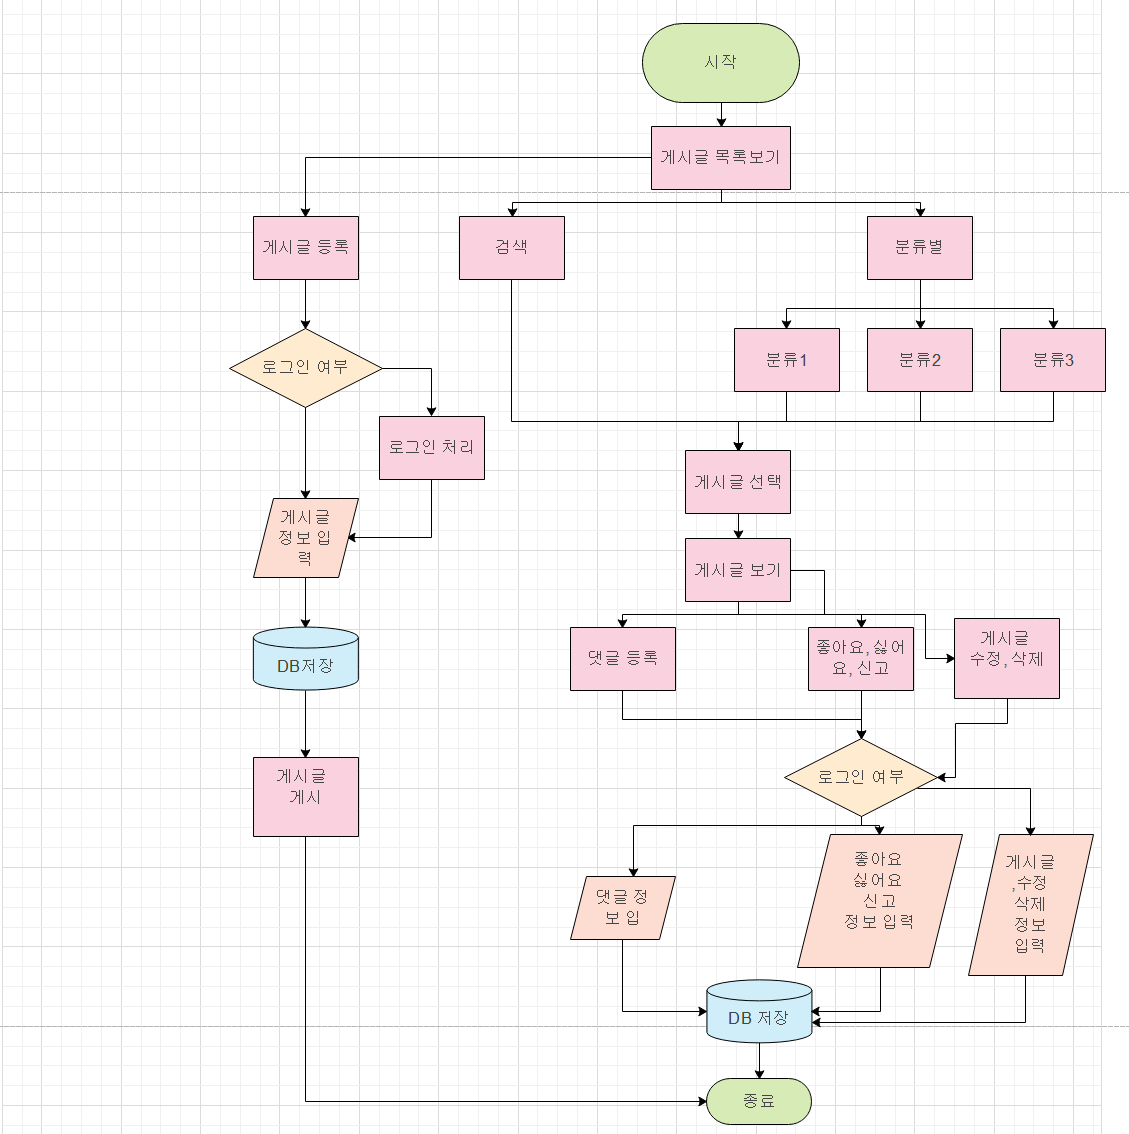 시작
게시글 목록보기
게시글 등록
검색
분류별
로그인 여부
분류1
분류2
분류3
로그인 처리
게시글 선택
게시글
정보 입
력
게시글 보기
DB저장
댓글 등록
좋아요, 싫어
요, 신고
게시글
수정, 삭제
게시글
게시
로그인 여부
댓글 정
보 입
좋아요
싫어요
신고
정보 입력
게시글
,수정
삭제
정보
입력
DB 저장
종료